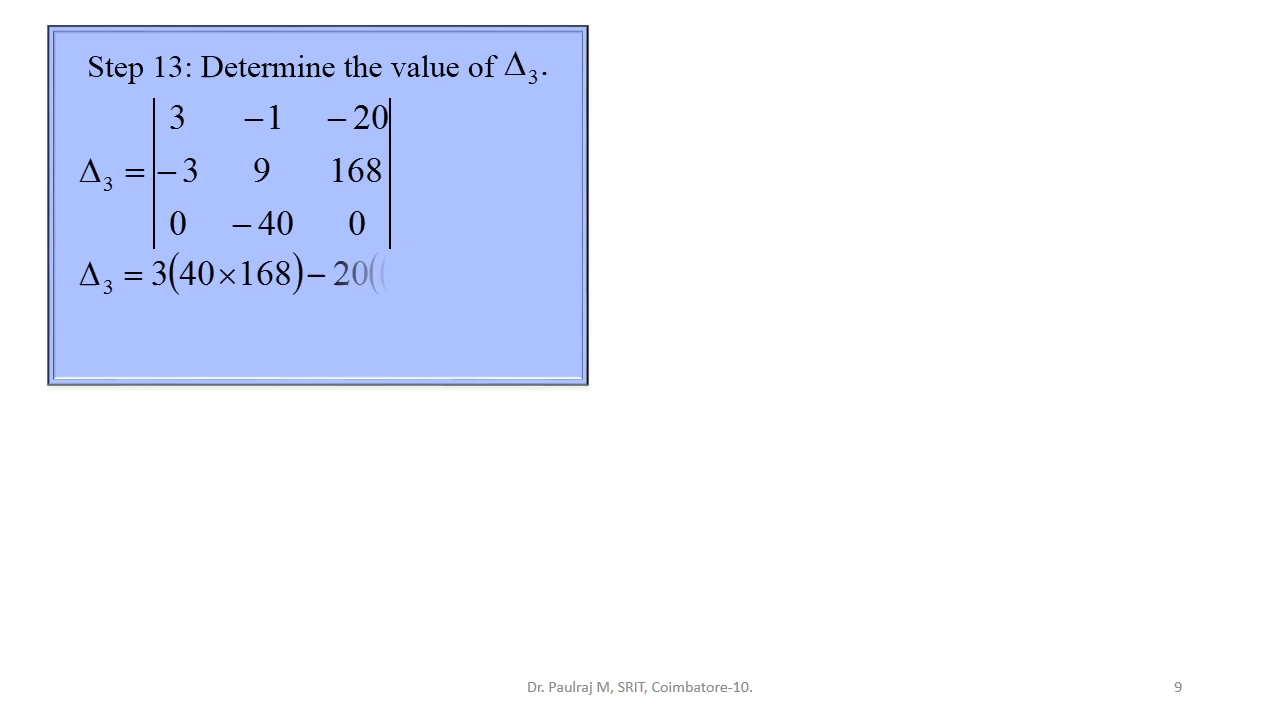 Step 13: Determine the value of Δ₃.
3 −1 −20
Δ₃ = −3 9 168
0 −40 0
Δ₃ = 3(40×168)−20((
Dr. Paulraj M, SRIT, Coimbatore-10.
9